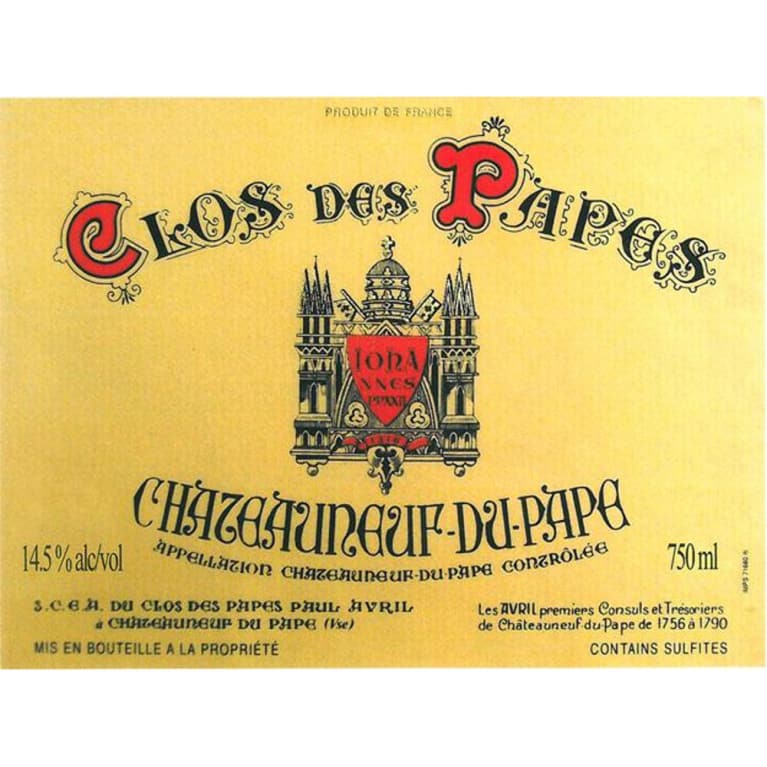 PRODUIT DE FRANCE
CLOS DES PAPES
IOHA
NNES
PPXXII
1316
CHATEAUNEUF-DU-PAPE
APPELLATION CHATEAUNEUF-DU-PAPE CONTRÔLÉE
14.5 % alc/vol
750 ml
S.C.E.A. DU CLOS DES PAPES PAUL AVRIL
à CHATEAUNEUF DU PAPE (Vse)
MIS EN BOUTEILLE A LA PROPRIÉTÉ
Les AVRIL premiers Consuls et Trésoriers
de Châteauneuf-du-Pape de 1756 à 1790
CONTAINS SULFITES